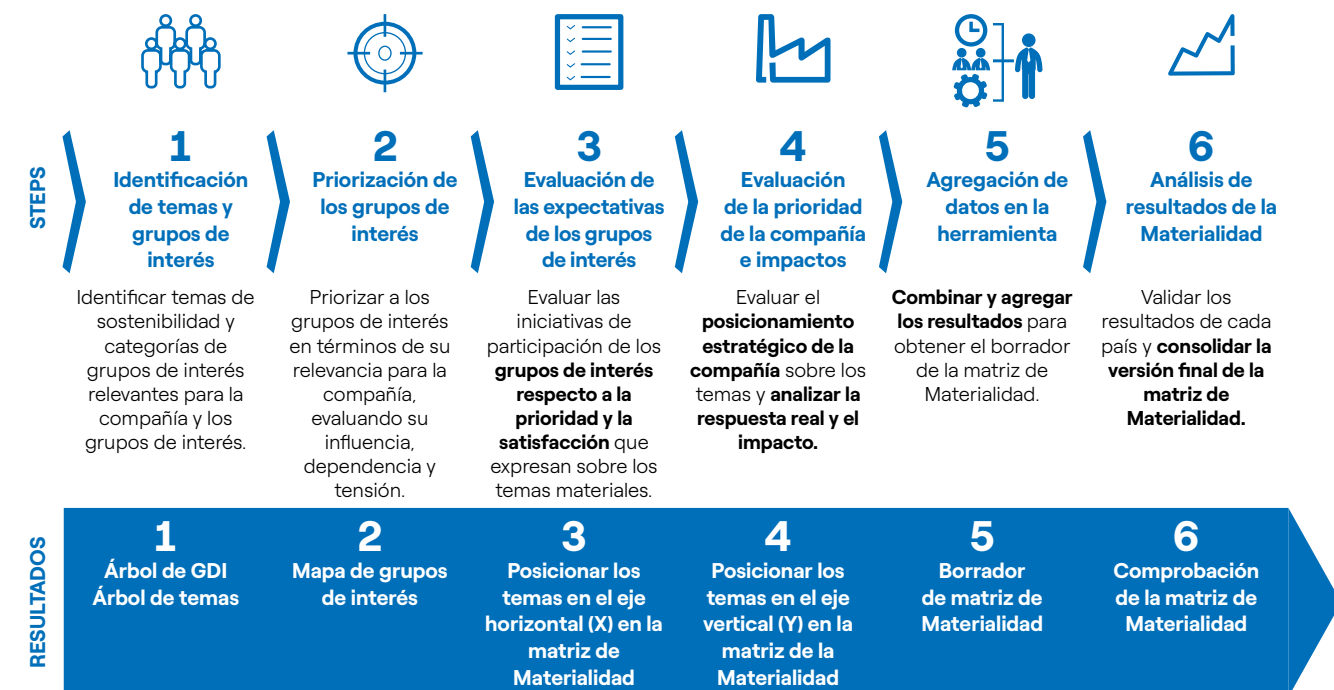 STEPS
1
Identificación
de temas y
grupos de
interés
Identificar temas de
sostenibilidad y
categorías de
grupos de interés
relevantes para la
compañía y los
grupos de interés.
2
Priorización de
los grupos de
interés
Priorizar a los
grupos de interés
en términos de su
relevancia para la
compañía,
evaluando su
influencia,
dependencia y
tensión.
3
Evaluación de
las expectativas
de los grupos
de interés
Evaluar las
iniciativas de
participación de los
grupos de interés
respecto a la
prioridad y la
satisfacción que
expresan sobre los
temas materiales.
4
Evaluación
de la prioridad
de la compañía
e impactos
Evaluar el
posicionamiento
estratégico de la
compañía sobre los
temas y analizar la
respuesta real y el
impacto.
5
Agregación de
datos en la
herramienta
Combinar y agregar
los resultados para
obtener el borrador
de la matriz de
Materialidad.
6
Análisis de
resultados de la
Materialidad
Validar los
resultados de cada
país y consolidar la
versión final de la
matriz de
Materialidad.
RESULTADOS
1
Árbol de GDI
Árbol de temas
2
Mapa de grupos
de interés
3
Posicionar los
temas en el eje
horizontal (X) en la
matriz de
Materialidad
4
Posicionar los
temas en el eje
vertical (Y) en la
matriz de la
Materialidad
5
Borrador
de matriz de
Materialidad
6
Comprobación
de la matriz de
Materialidad